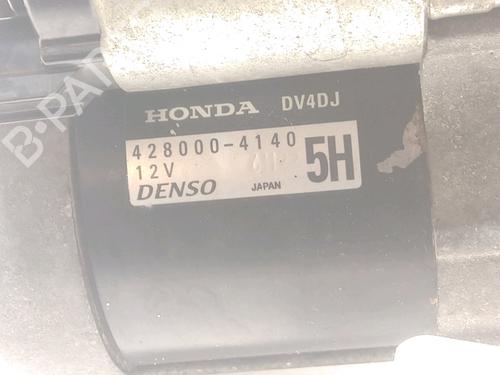 HONDA DV4DJ
428000-4140
12V
5H
DENSO JAPAN
B-PARTS